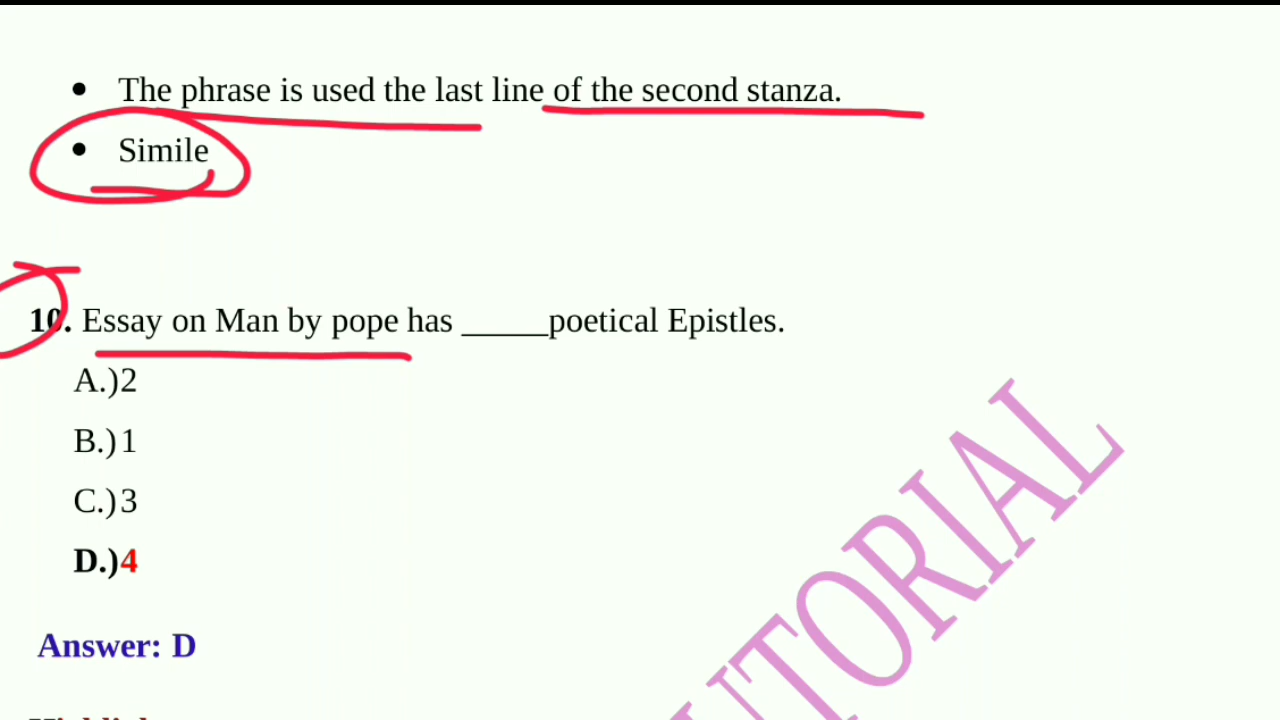 • The phrase is used the last line of the second stanza.
• Simile
10. Essay on Man by pope has _____poetical Epistles.
A.)2
B.)1
C.)3
D.)4
Answer: D
UTORIAL